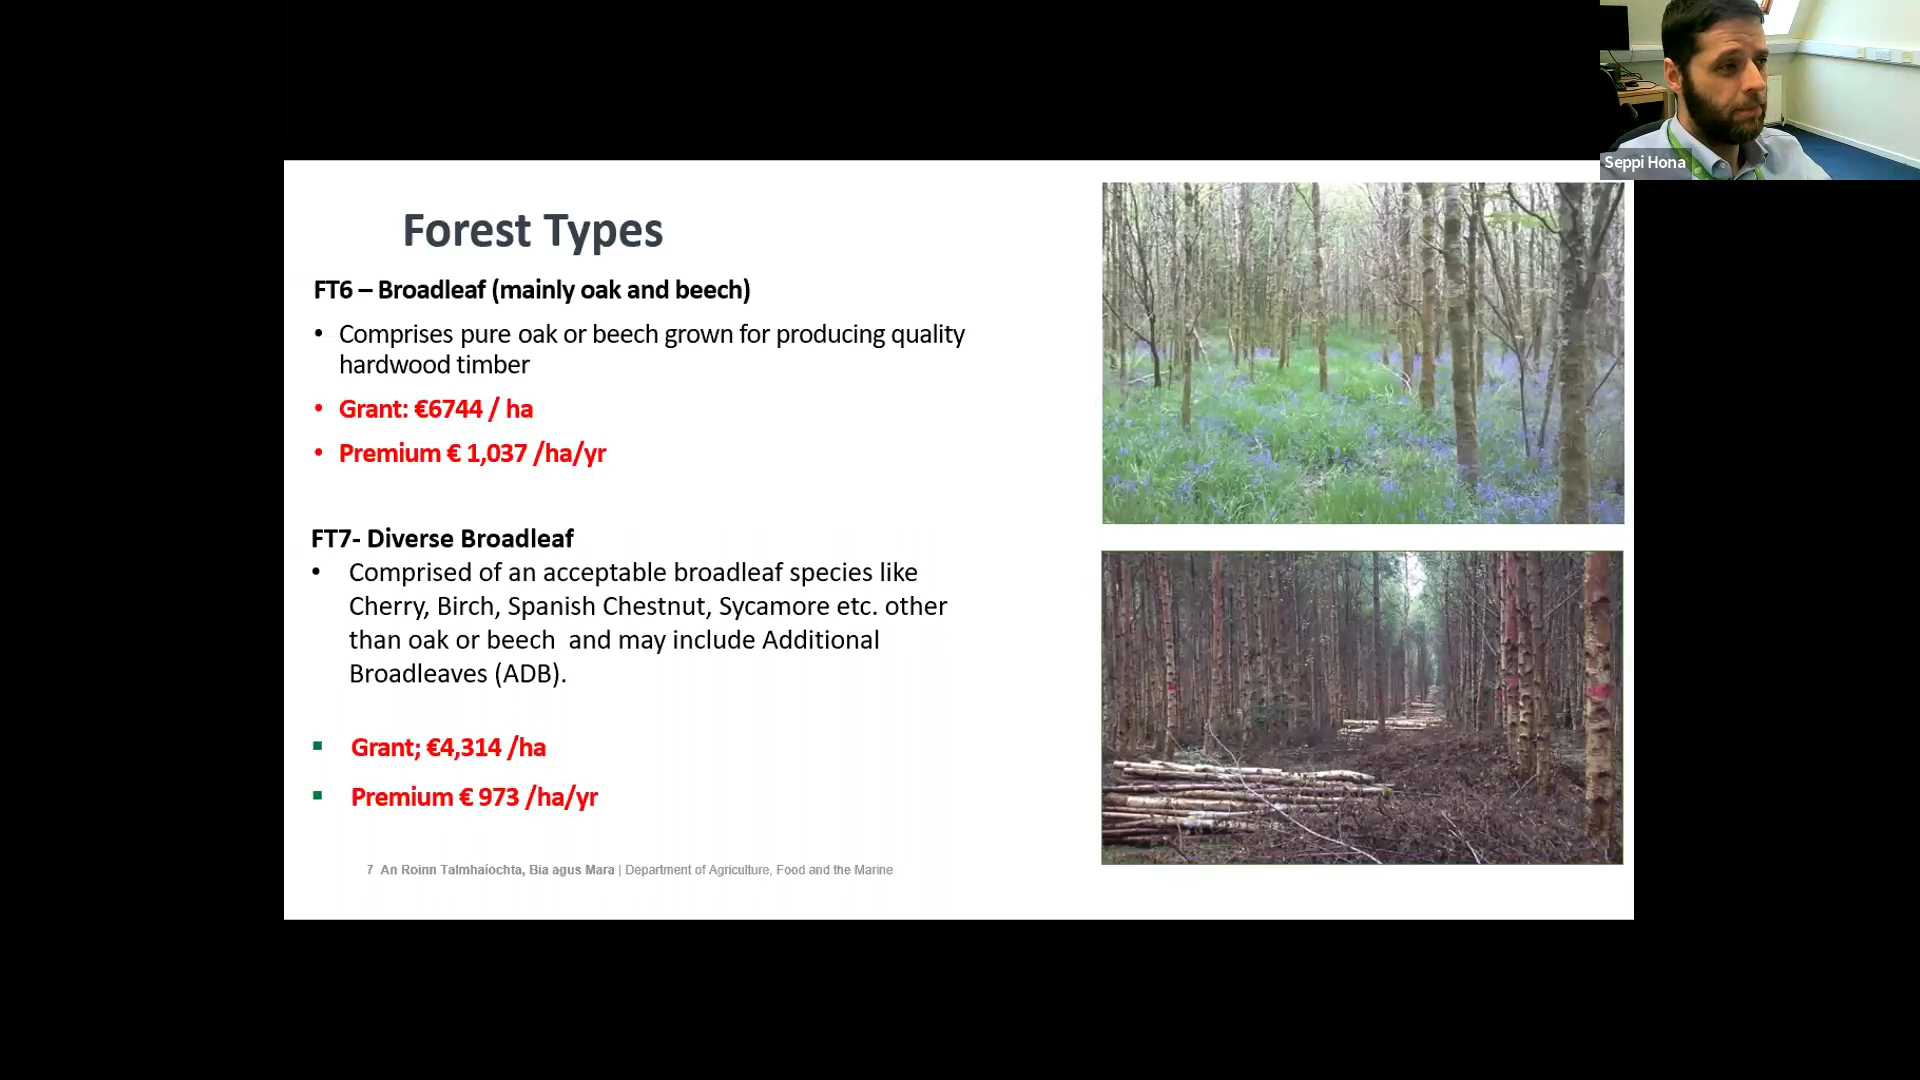 Seppi Hona
Forest Types
FT6 – Broadleaf (mainly oak and beech)
• Comprises pure oak or beech grown for producing quality
hardwood timber
• Grant: €6744 / ha
• Premium € 1,037 /ha/yr
FT7- Diverse Broadleaf
• Comprised of an acceptable broadleaf species like
Cherry, Birch, Spanish Chestnut, Sycamore etc. other
than oak or beech  and may include Additional
Broadleaves (ADB).
▪ Grant; €4,314 /ha
▪ Premium € 973 /ha/yr
7 An Roinn Talmhaíochta, Bia agus Mara | Department of Agriculture, Food and the Marine